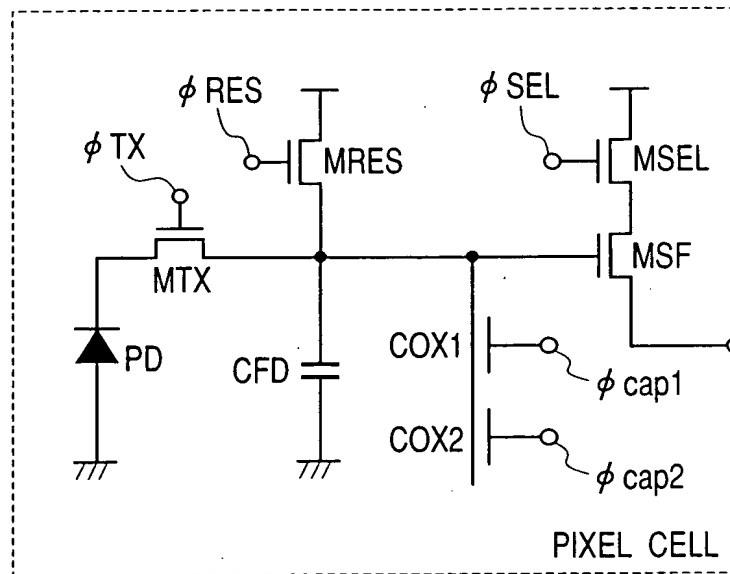 φ RES
φ SEL
φ TX
MRES
MSEL
MTX
MSF
PD
CFD
COX1
φ cap1
COX2
φ cap2
PIXEL CELL